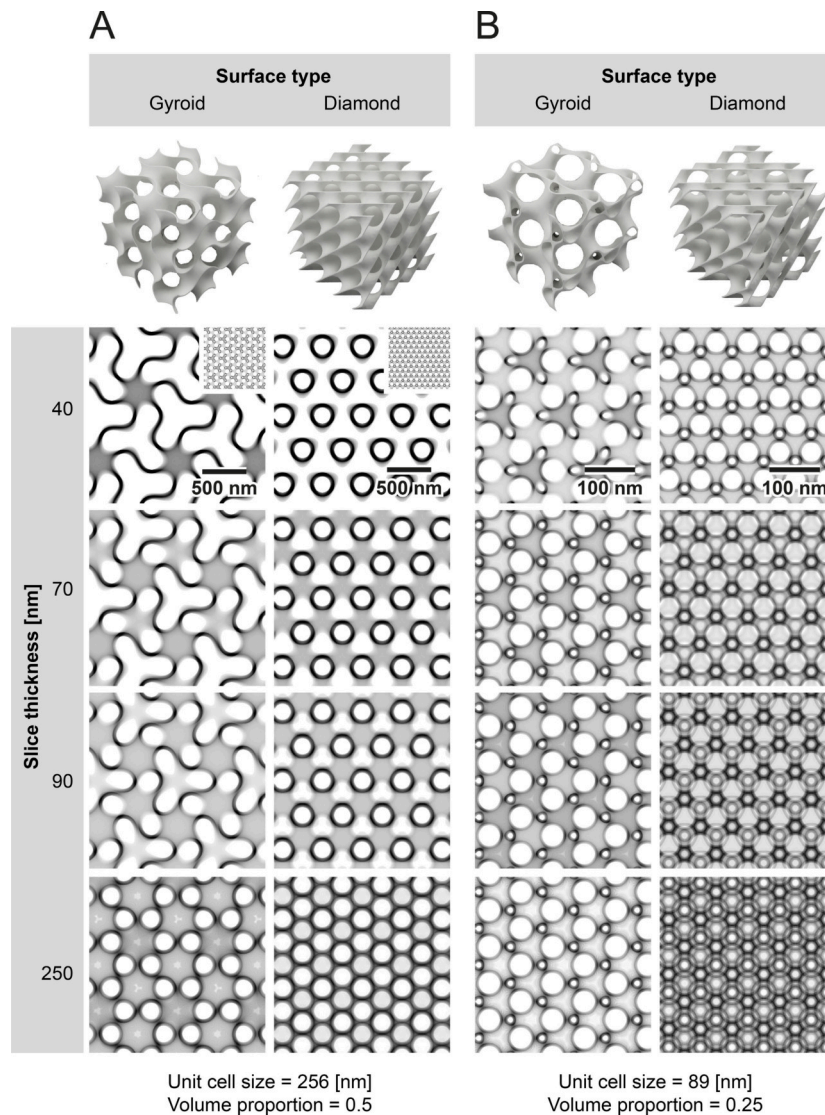 A
B
Surface type
Gyroid Diamond
Surface type
Gyroid Diamond
Slice thickness [nm]
40
500 nm
500 nm
100 nm
100 nm
70
90
250
Unit cell size = 256 [nm]
Volume proportion = 0.5
Unit cell size = 89 [nm]
Volume proportion = 0.25